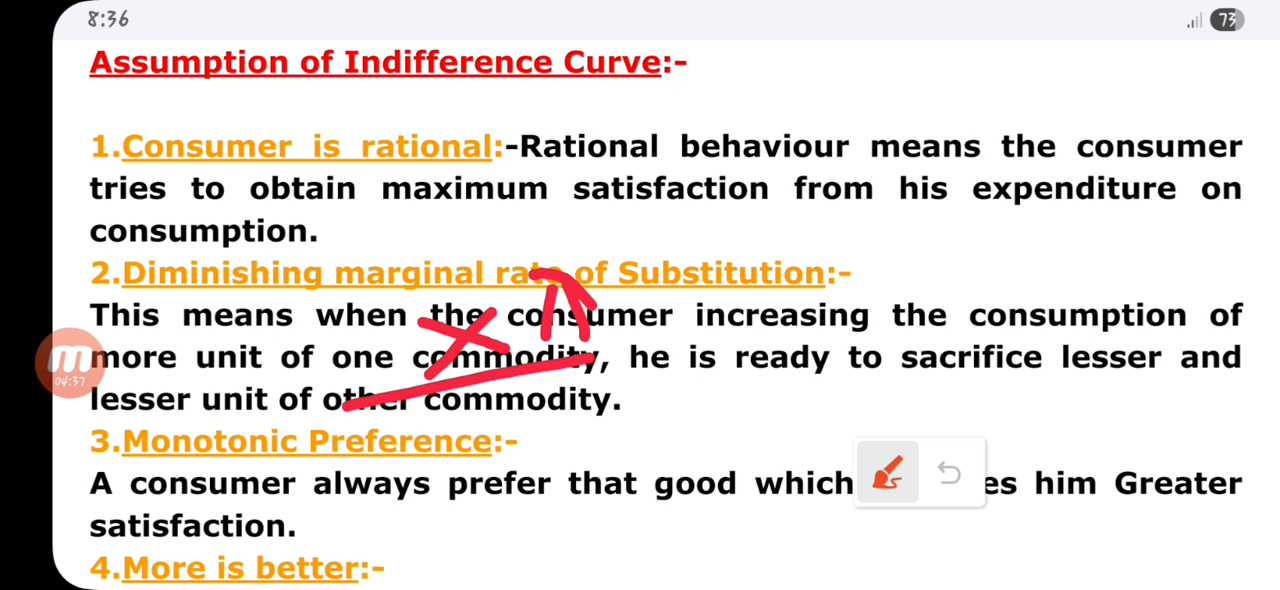 8:36
73
Assumption of Indifference Curve:-
1.Consumer is rational:-Rational behaviour means the consumer
tries to obtain maximum satisfaction from his expenditure on
consumption.
2.Diminishing marginal rate of Substitution:-
This means when the consumer increasing the consumption of
more unit of one commodity, he is ready to sacrifice lesser and
04:37
lesser unit of other commodity.
3.Monotonic Preference:-
A consumer always prefer that good which es him Greater
satisfaction.
4.More is better:-